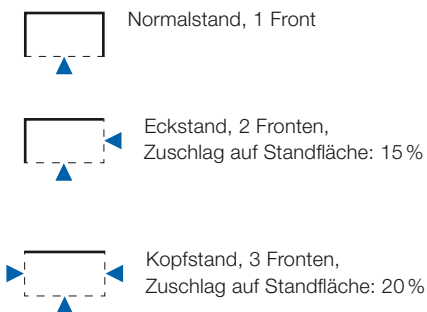 Normalstand, 1 Front
Eckstand, 2 Fronten,
Zuschlag auf Standfläche: 15 %
Kopfstand, 3 Fronten,
Zuschlag auf Standfläche: 20 %